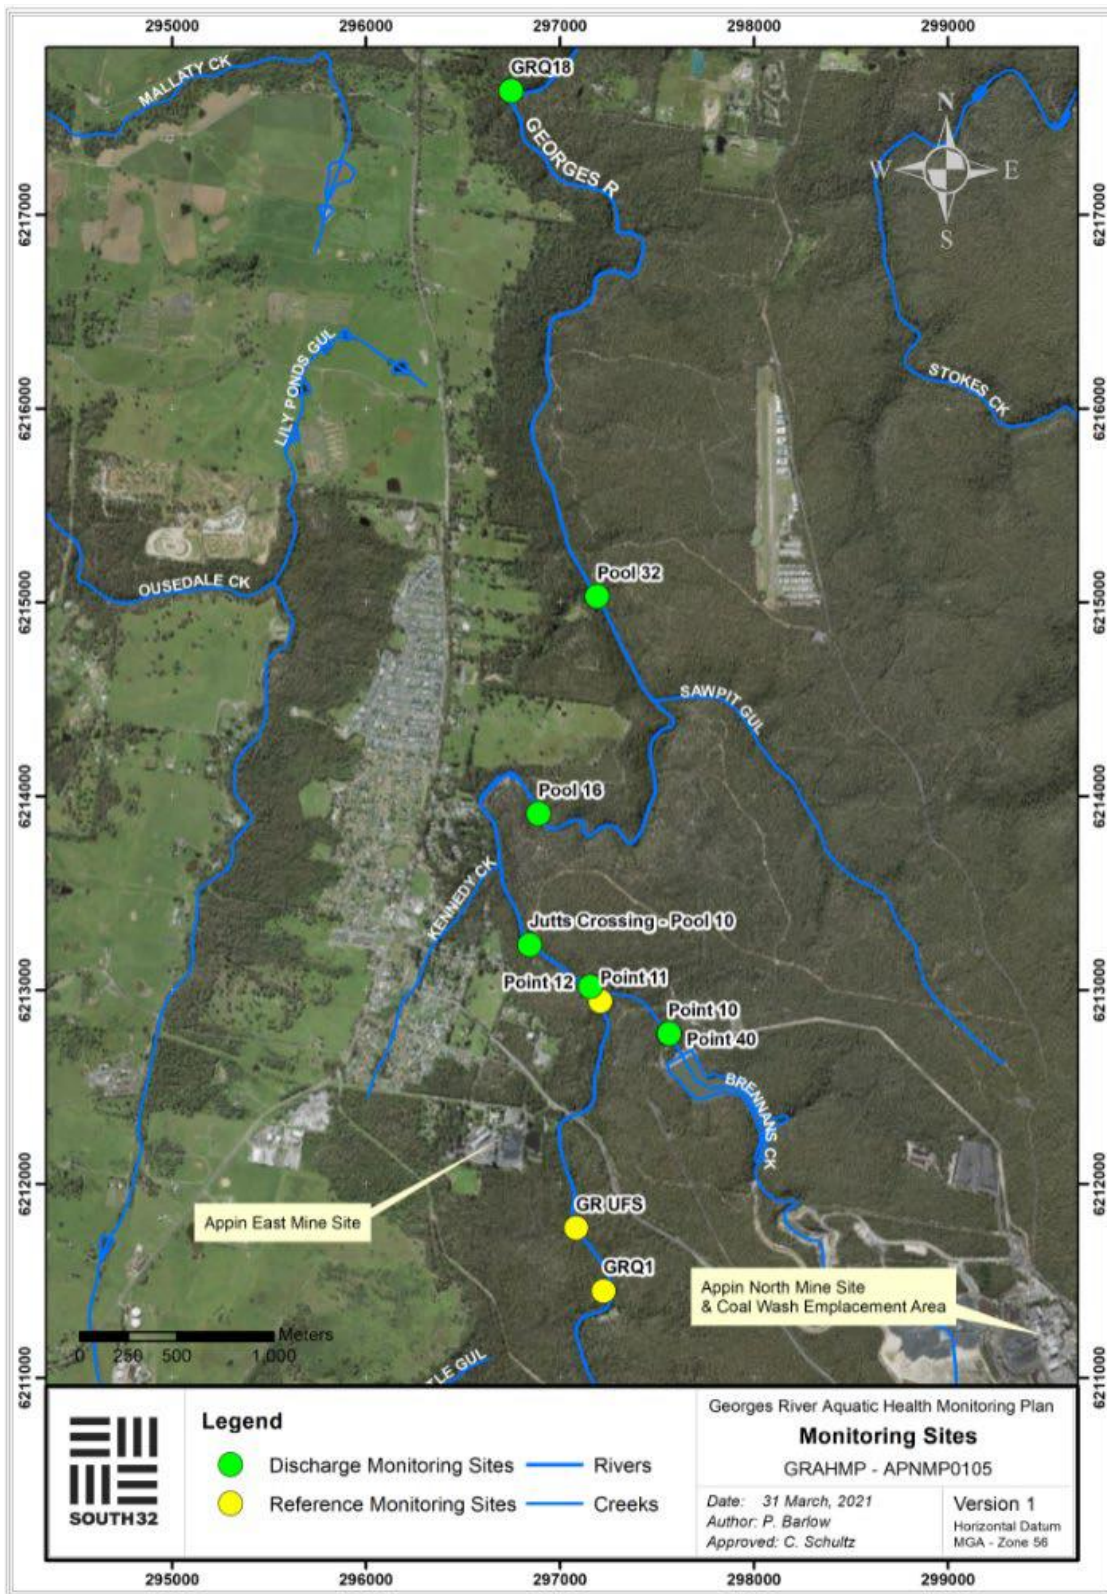 295000 296000 297000 298000 299000
GRQ18
MALLATY CK
GEORGES R
N
W E
S
6217000 6217000
LILY PONDS GUL
STOKES CK
6216000 6216000
Pool 32
OUSEDALE CK
6215000 6215000
SAWPIT GUL
6214000 6214000
Pool 16
KENNEDY CK
Jutts Crossing - Pool 10
Point 12 Point 11
6213000 6213000
Point 10
Point 40
BRENNANS CK
6212000 6212000
GR UFS
Appin East Mine Site
GRQ1
Appin North Mine Site
& Coal Wash Emplacement Area
Meters
0 250 500 1,000
TLE GUL
6211000 6211000
SOUTH32
Legend
Discharge Monitoring Sites Rivers
Reference Monitoring Sites Creeks
Georges River Aquatic Health Monitoring Plan
Monitoring Sites
GRAHMP - APNMP0105
Date: 31 March, 2021
Author: P. Barlow
Approved: C. Schultz
Version 1
Horizontal Datum
MGA - Zone 56
295000 296000 297000 298000 299000